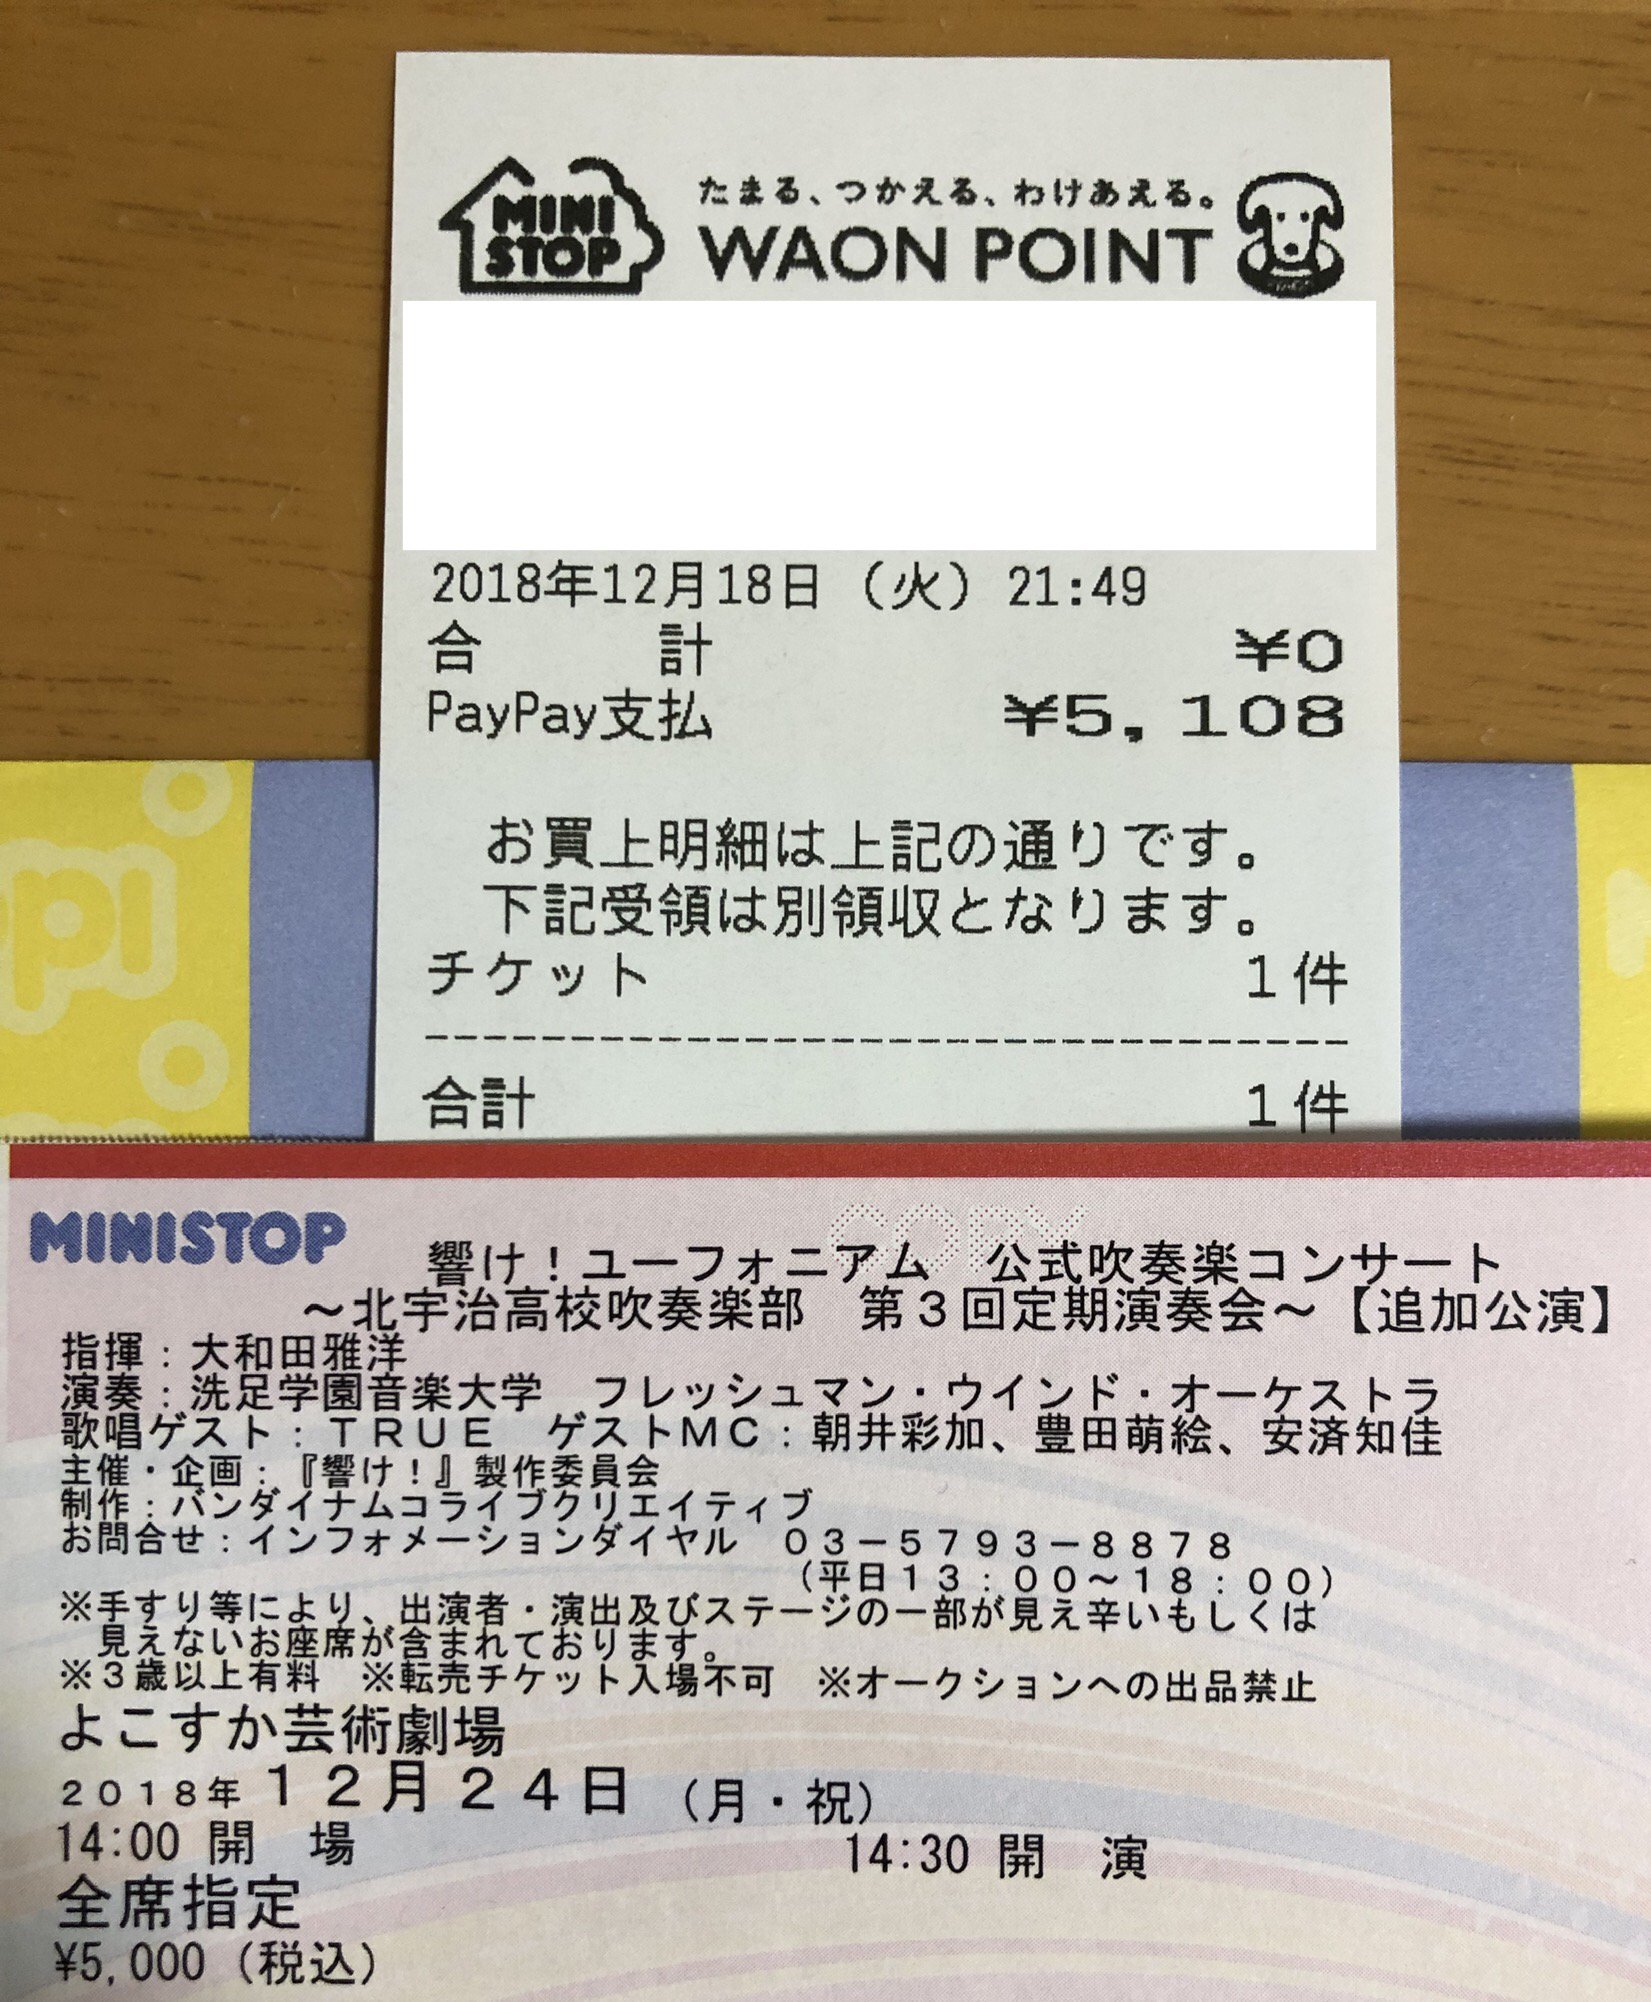 MINI STOP
たまる、つかえる、わけあえる。
WAON POINT
2018年12月18日（火）21:49
合　　　計　　　¥0
PayPay支払　　　¥5,108
お買上明細は上記の通りです。
下記受領は別領収となります。
チケット　　　1件
--------------------------------
合計　　　1件
MINISTOP
COPY
響け！ユーフォニアム　公式吹奏楽コンサート
～北宇治高校吹奏楽部　第３回定期演奏会～【追加公演】
指揮：大和田雅洋
演奏：洗足学園音楽大学　フレッシュマン・ウインド・オーケストラ
歌唱ゲスト：ＴＲＵＥ　ゲストＭＣ：朝井彩加、豊田萌絵、安済知佳
主催・企画：『響け！』製作委員会
制作：バンダイナムコライブクリエイティブ
お問合せ：インフォメーションダイヤル　０３－５７９３－８８７８
（平日１３：００～１８：００）
※手すり等により、出演者・演出及びステージの一部が見え辛いもしくは
見えないお座席が含まれております。
※３歳以上有料　※転売チケット入場不可　※オークションへの出品禁止
よこすか芸術劇場
２０１８年１２月２４日（月・祝）
14:00 開　場　　　14:30 開　演
全席指定
¥5,000（税込）